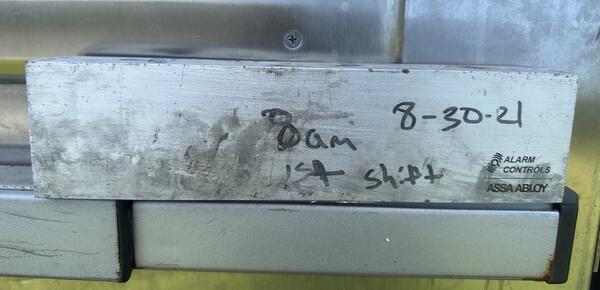 8am 8-30-21
1st shift
ALARM
CONTROLS
ASSA ABLOY